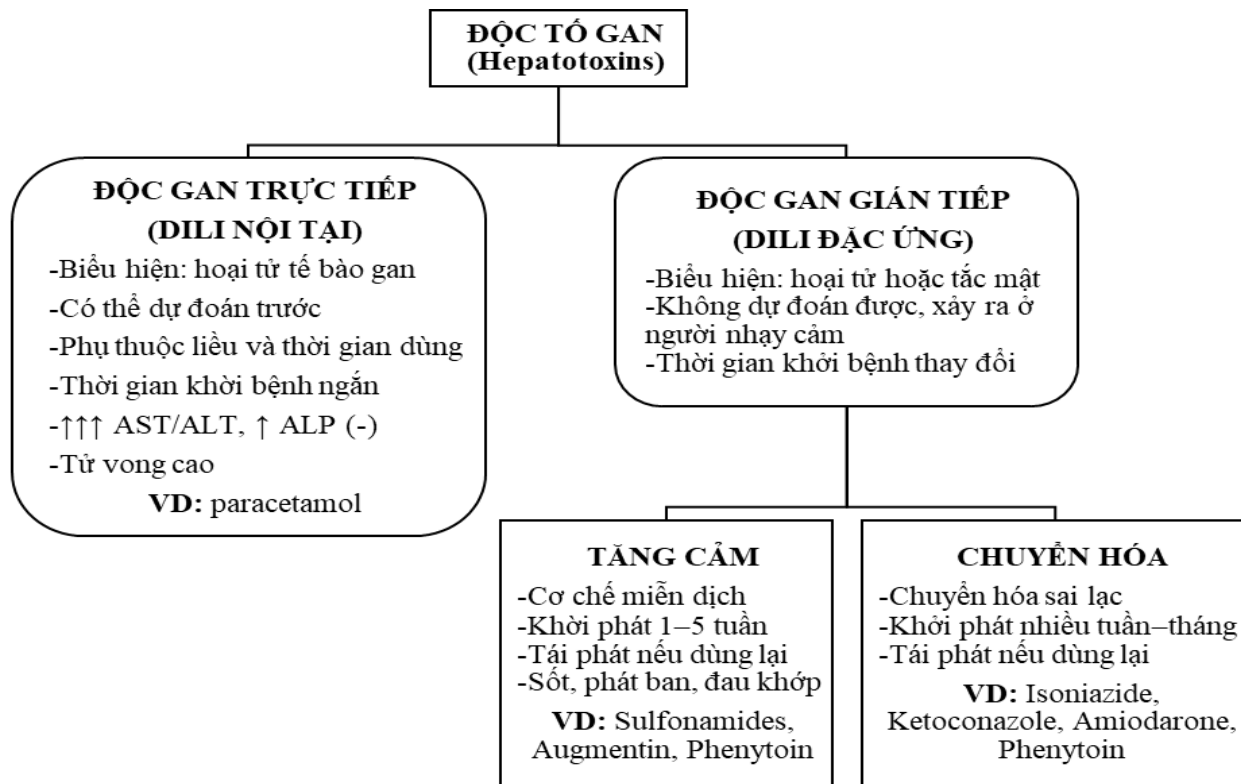 ĐỘC TỐ GAN
(Hepatotoxins)
ĐỘC GAN TRỰC TIẾP
(DILI NỘI TẠI)
-Biểu hiện: hoại tử tế bào gan
-Có thể dự đoán trước
-Phụ thuộc liều và thời gian dùng
-Thời gian khời bệnh ngắn
-↑↑↑ AST/ALT, ↑ ALP (-)
-Tử vong cao
VD: paracetamol
ĐỘC GAN GIÁN TIẾP
(DILI ĐẶC ỨNG)
-Biểu hiện: hoại tử hoặc tắc mật
-Không dự đoán được, xảy ra ở
người nhạy cảm
-Thời gian khởi bệnh thay đổi
TĂNG CẢM
-Cơ chế miễn dịch
-Khời phát 1–5 tuần
-Tái phát nếu dùng lại
-Sốt, phát ban, đau khớp
VD: Sulfonamides,
Augmentin, Phenytoin
CHUYỂN HÓA
-Chuyển hóa sai lạc
-Khởi phát nhiều tuần–tháng
-Tái phát nếu dùng lại
VD: Isoniazide,
Ketoconazole, Amiodarone,
Phenytoin